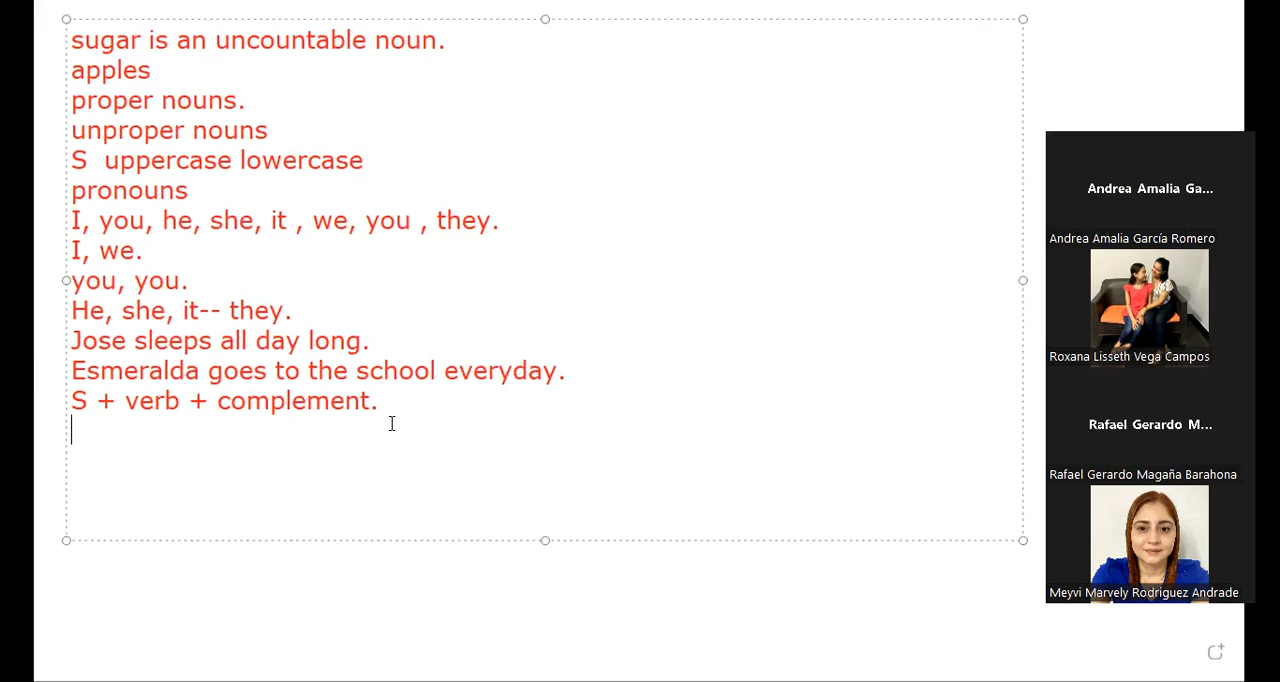 sugar is an uncountable noun.
apples
proper nouns.
unproper nouns
S  uppercase lowercase
pronouns
I, you, he, she, it , we, you , they.
I, we.
you, you.
He, she, it-- they.
Jose sleeps all day long.
Esmeralda goes to the school everyday.
S + verb + complement.
Andrea Amalia Ga...
Andrea Amalia García Romero
Roxana Lisseth Vega Campos
Rafael Gerardo M...
Rafael Gerardo Magaña Barahona
Meyvi Marvely Rodriguez Andrade